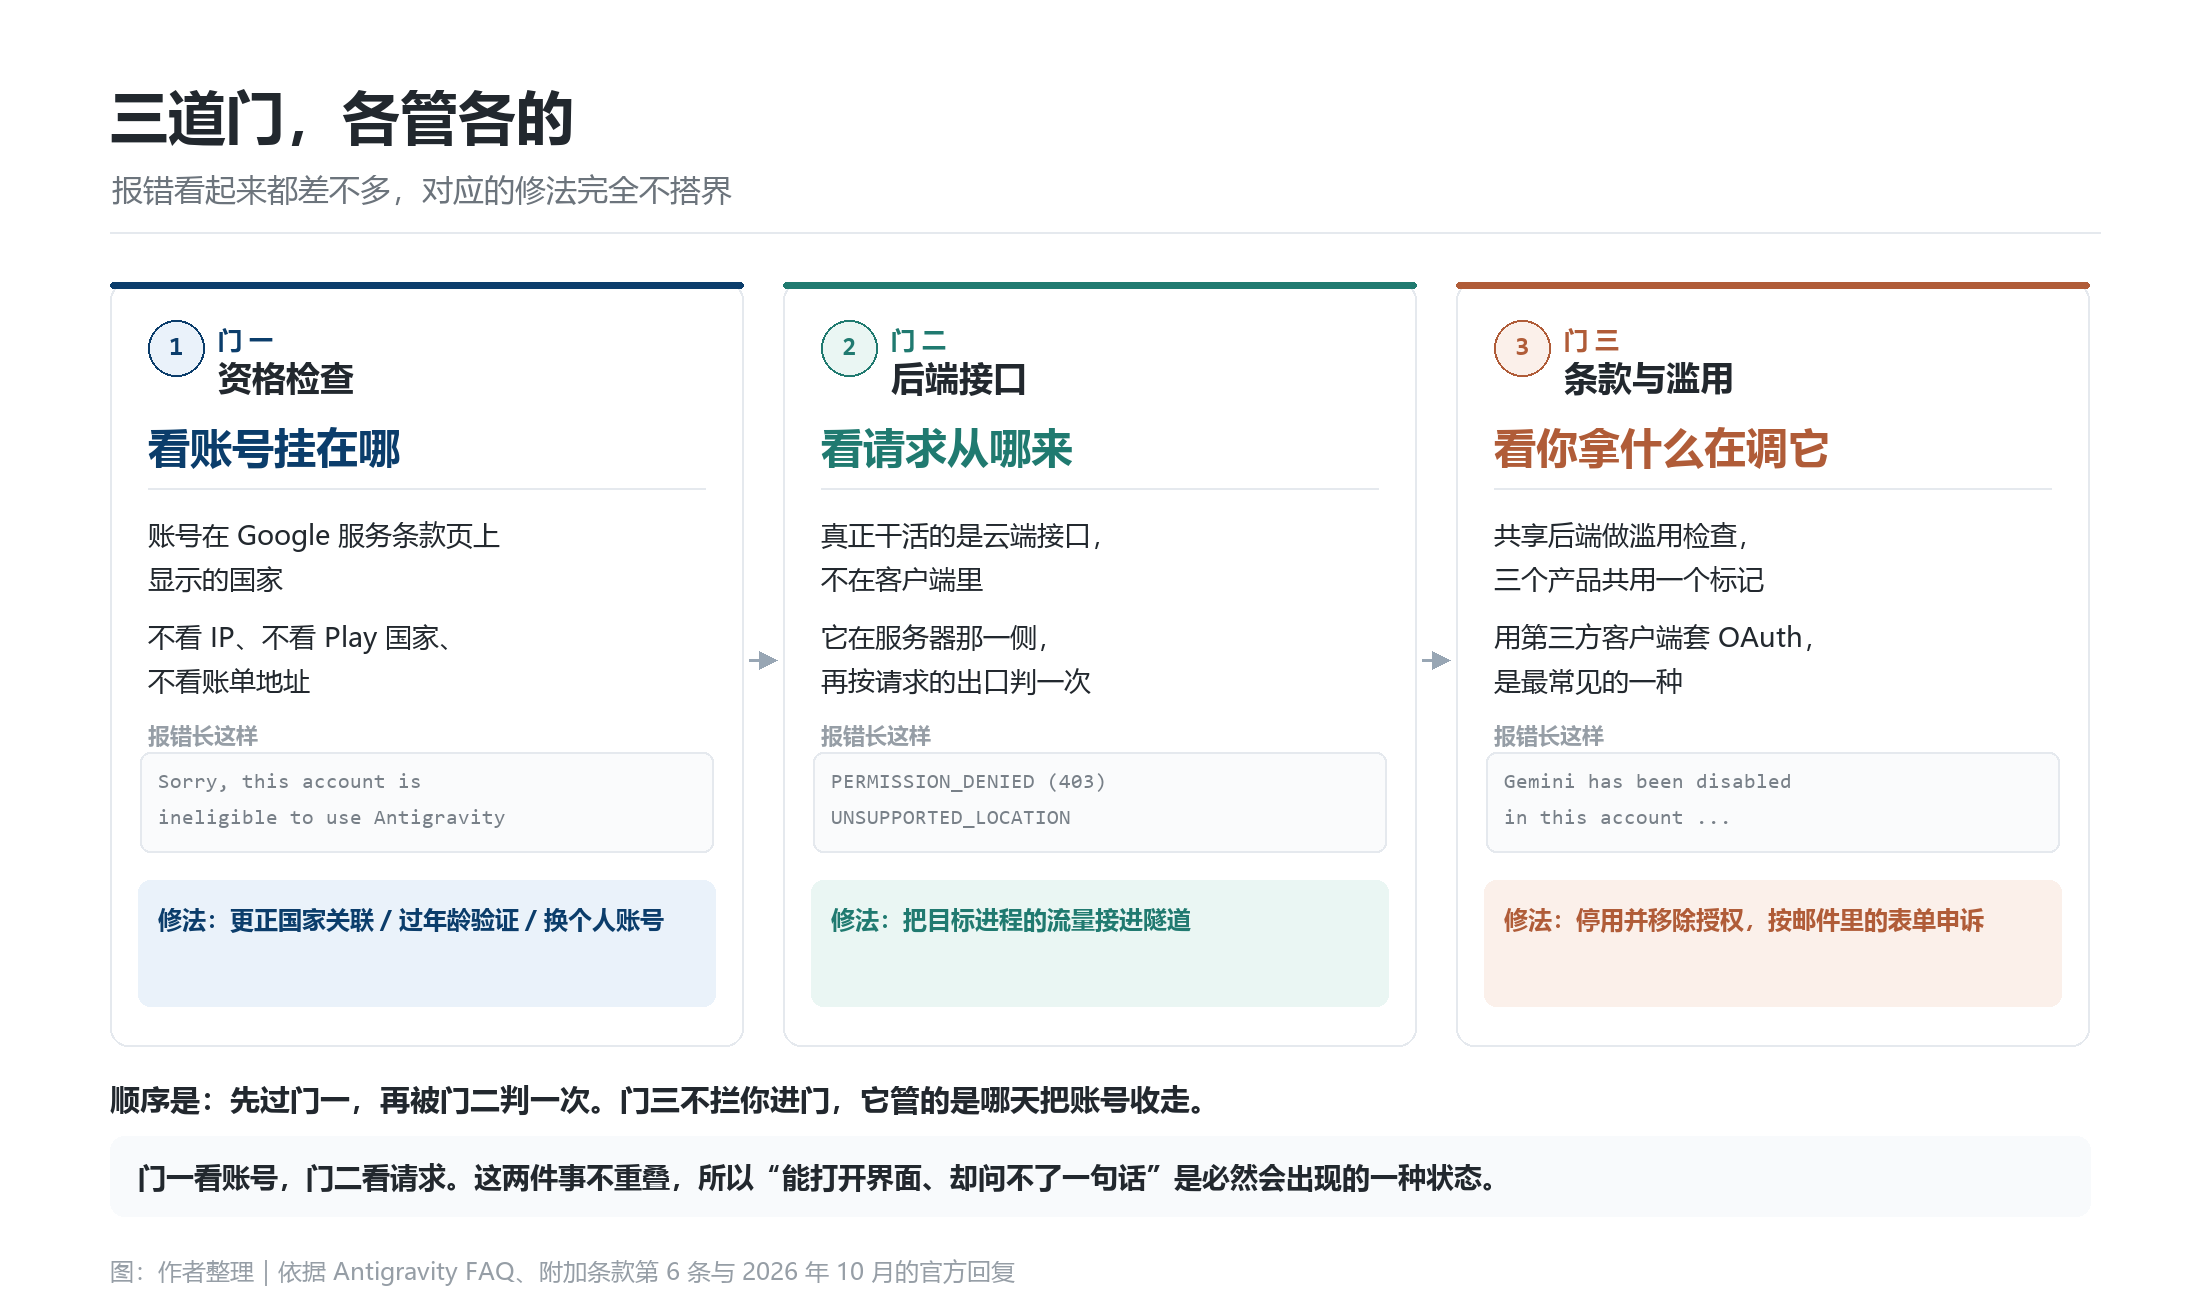 三道门，各管各的
报错看起来都差不多，对应的修法完全不搭界
1
门一
资格检查
看账号挂在哪
账号在 Google 服务条款页上
显示的国家
不看 IP、不看 Play 国家、
不看账单地址
报错长这样
Sorry, this account is
ineligible to use Antigravity
修法：更正国家关联 / 过年龄验证 / 换个人账号
2
门二
后端接口
看请求从哪来
真正干活的是云端接口，
不在客户端里
它在服务器那一侧，
再按请求的出口判一次
报错长这样
PERMISSION_DENIED (403)
UNSUPPORTED_LOCATION
修法：把目标进程的流量接进隧道
3
门三
条款与滥用
看你拿什么在调它
共享后端做滥用检查，
三个产品共用一个标记
用第三方客户端套 OAuth，
是最常见的一种
报错长这样
Gemini has been disabled
in this account ...
修法：停用并移除授权，按邮件里的表单申诉
顺序是：先过门一，再被门二判一次。门三不拦你进门，它管的是哪天把账号收走。
门一看账号，门二看请求。这两件事不重叠，所以“能打开界面、却问不了一句话”是必然会出现的一种状态。
图：作者整理 | 依据 Antigravity FAQ、附加条款第 6 条与 2026 年 10 月的官方回复